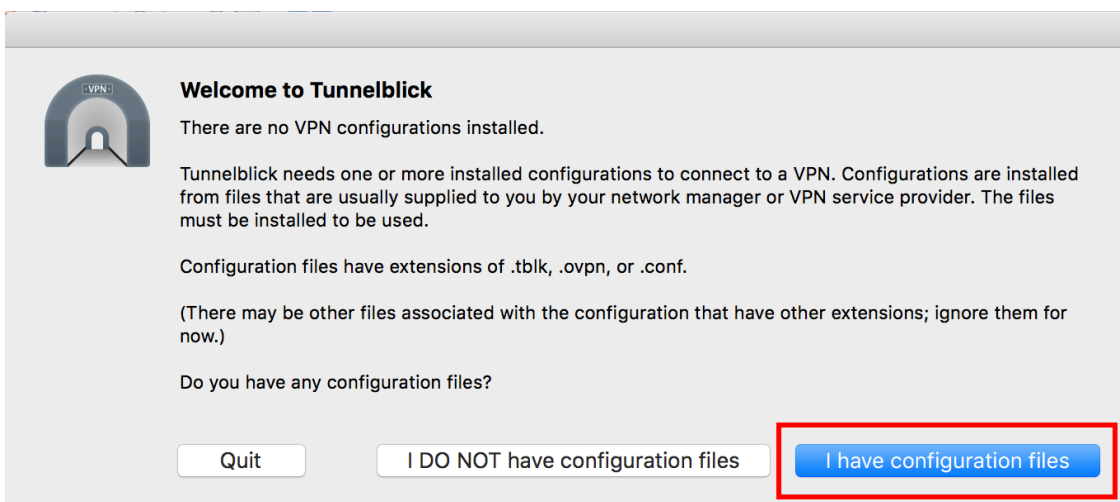 -VPN-
Welcome to Tunnelblick
There are no VPN configurations installed.
Tunnelblick needs one or more installed configurations to connect to a VPN. Configurations are installed
from files that are usually supplied to you by your network manager or VPN service provider. The files
must be installed to be used.
Configuration files have extensions of .tblk, .ovpn, or .conf.
(There may be other files associated with the configuration that have other extensions; ignore them for
now.)
Do you have any configuration files?
Quit
I DO NOT have configuration files
I have configuration files